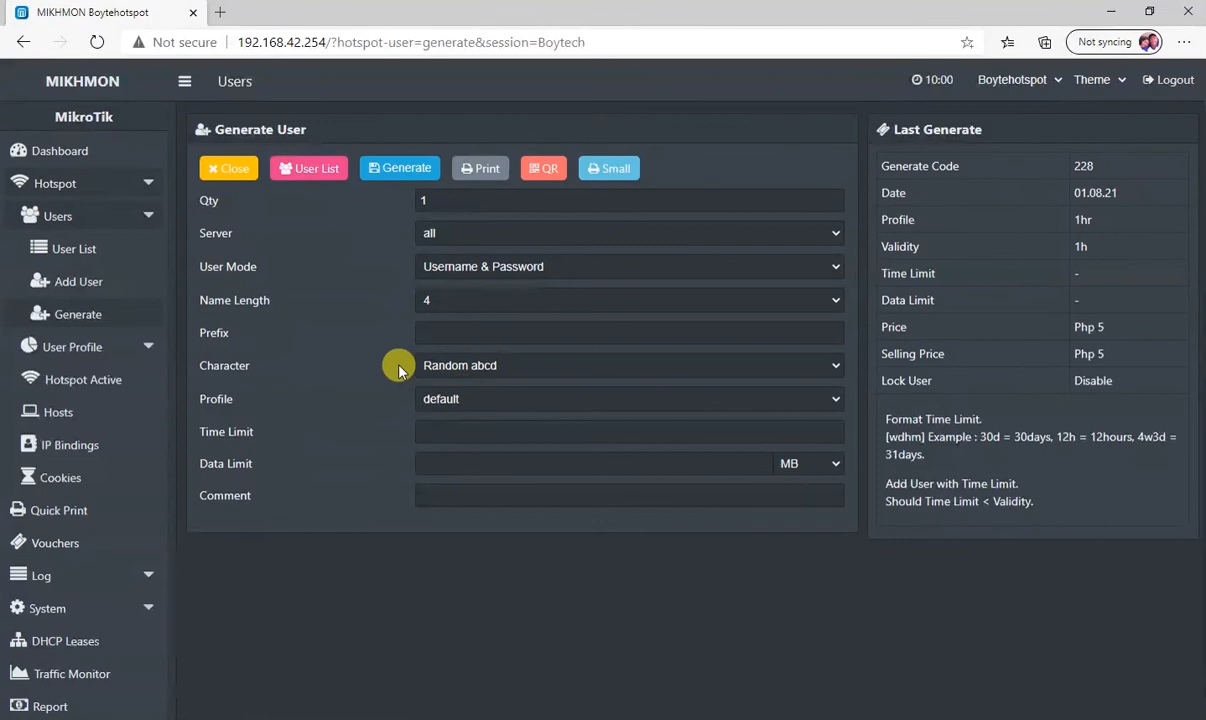 MIKHMON Boytehotspot
Not secure 192.168.42.254/?hotspot-user=generate&session=Boytech
Not syncing
MIKHMON
Users
10:00
Boytehotspot
Theme
Logout
MikroTik
Dashboard
Hotspot
Users
User List
Add User
Generate
User Profile
Hotspot Active
Hosts
IP Bindings
Cookies
Quick Print
Vouchers
Log
System
DHCP Leases
Traffic Monitor
Report
Generate User
Close
User List
Generate
Print
QR
Small
Qty 1
Server all
User Mode Username & Password
Name Length 4
Prefix
Character Random abcd
Profile default
Time Limit
Data Limit MB
Comment
Last Generate
Generate Code 228
Date 01.08.21
Profile 1hr
Validity 1h
Time Limit -
Data Limit -
Price Php 5
Selling Price Php 5
Lock User Disable
Format Time Limit.
[wdhm] Example : 30d = 30days, 12h = 12hours, 4w3d =
31days.
Add User with Time Limit.
Should Time Limit < Validity.